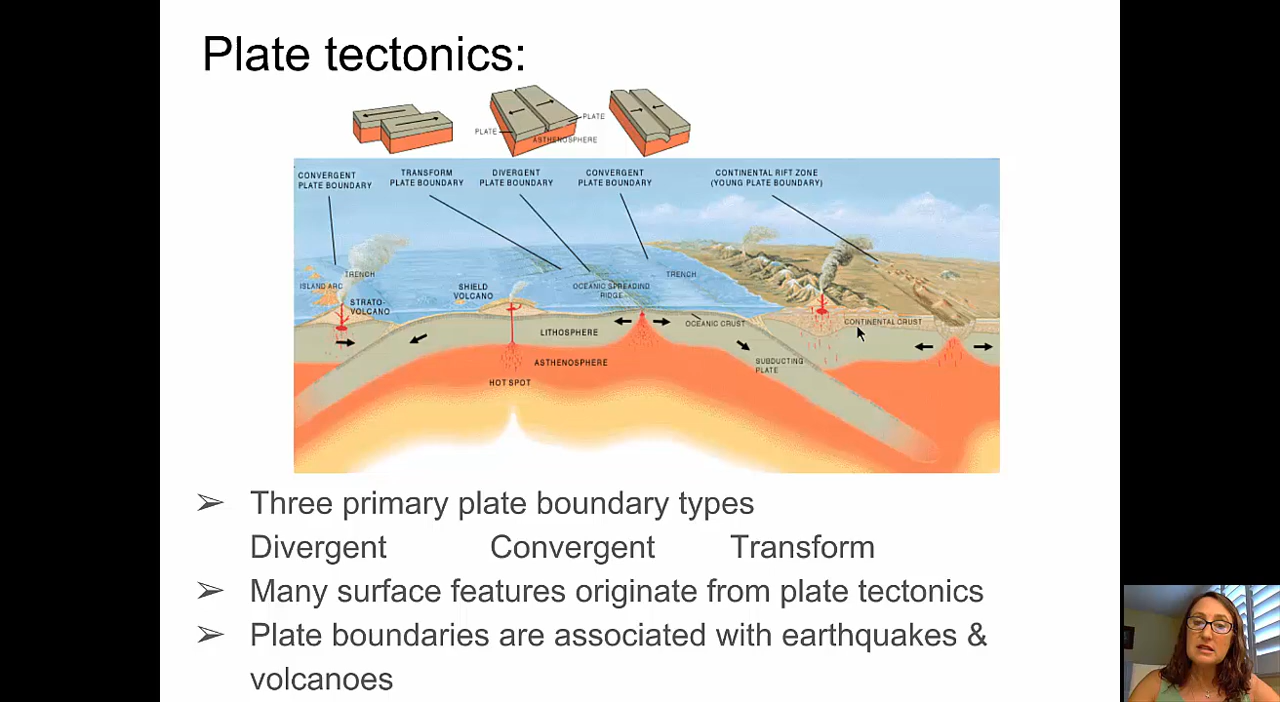 Plate tectonics:
PLATE
PLATE
ASTHENOSPHERE
CONVERGENT
PLATE BOUNDARY
TRANSFORM
PLATE BOUNDARY
DIVERGENT
PLATE BOUNDARY
CONVERGENT
PLATE BOUNDARY
CONTINENTAL RIFT ZONE
(YOUNG PLATE BOUNDARY)
TRENCH
ISLAND ARC
STRATO-
VOLCANO
SHIELD
VOLCANO
OCEANIC SPREADING
RIDGE
TRENCH
LITHOSPHERE
OCEANIC CRUST
CONTINENTAL CRUST
ASTHENOSPHERE
SUBDUCTING
PLATE
HOT SPOT
➢ Three primary plate boundary types
Divergent Convergent Transform
➢ Many surface features originate from plate tectonics
➢ Plate boundaries are associated with earthquakes &
volcanoes